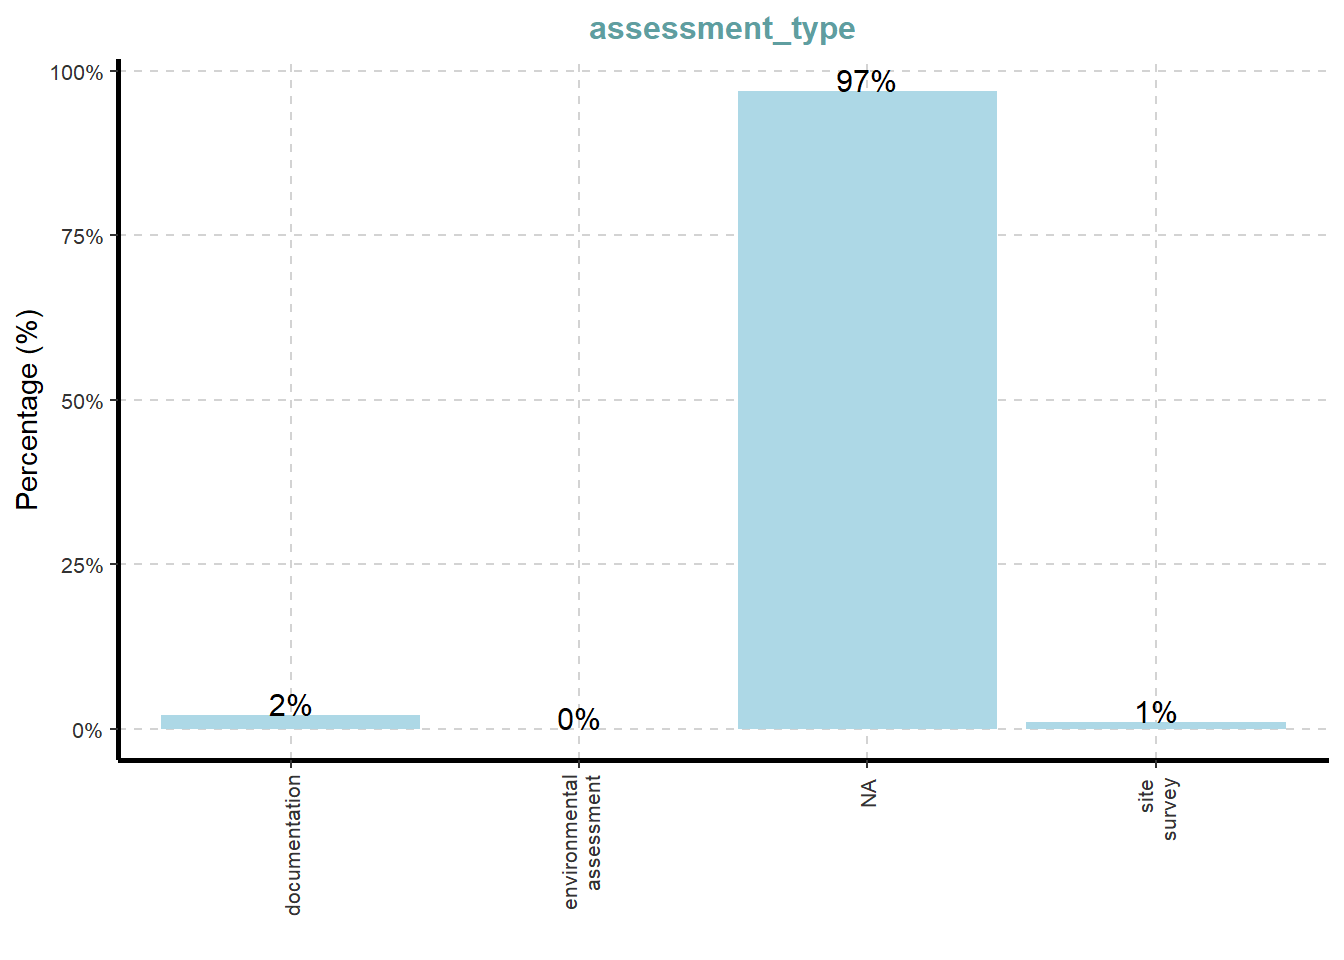 assessment_type
Percentage (%)
100%
75%
50%
25%
0%
2%
0%
97%
1%
documentation
environmental
assessment
NA
site
survey